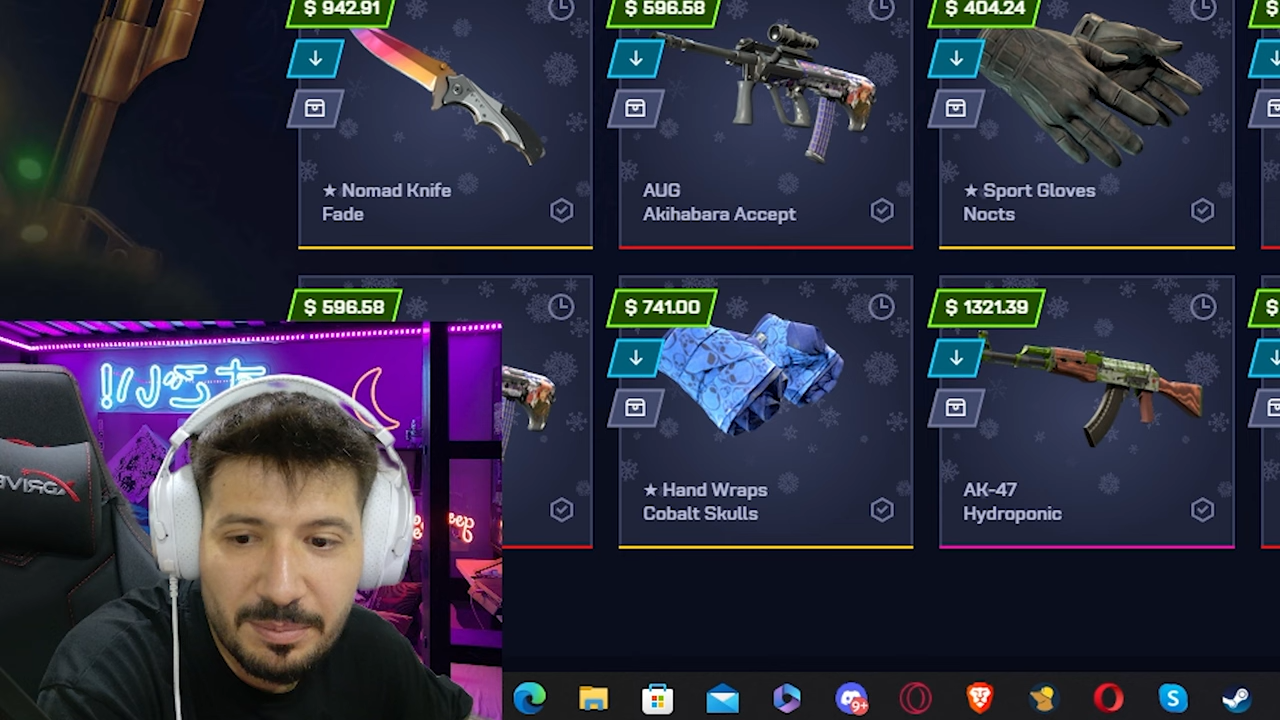 $ 942.91
$ 596.58
$ 404.24
$
★ Nomad Knife
Fade
AUG
Akihabara Accept
★ Sport Gloves
Nocts
$ 596.58
$ 741.00
$ 1321.39
$
★ Hand Wraps
Cobalt Skulls
AK-47
Hydroponic
9+
S